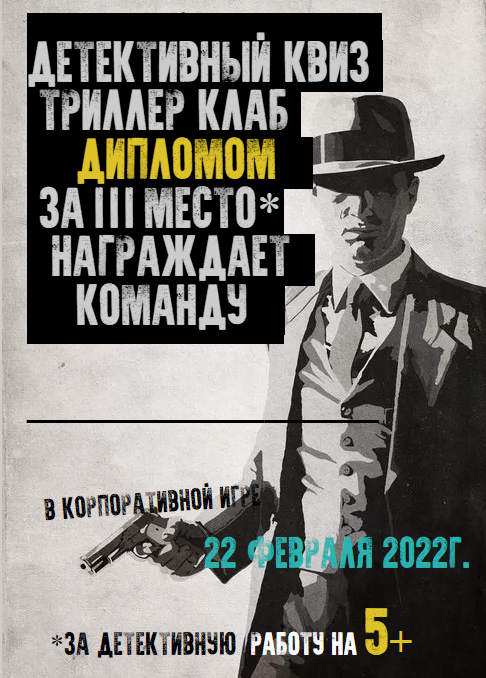 ДЕТЕКТИВНЫЙ КВИЗ
ТРИЛЛЕР КЛАБ
ДИПЛОМОМ
ЗА III МЕСТО*
НАГРАЖДАЕТ
КОМАНДУ
В КОРПОРАТИВНОЙ ИГРЕ
22 ФЕВРАЛЯ 2022Г.
*ЗА ДЕТЕКТИВНУЮ РАБОТУ НА 5+